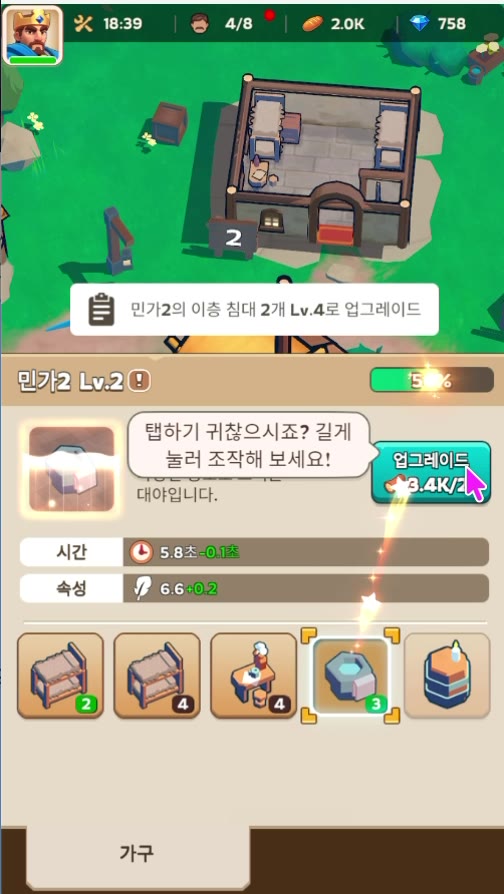 18:39
4/8
2.0K
758
2
민가2의 이층 침대 2개 Lv.4로 업그레이드
민가2 Lv.2
탭하기 귀찮으시죠? 길게
눌러 조작해 보세요!
대야입니다.
업그레이드
3.4K/2
시간
5.8초-0.1초
속성
6.6+0.2
2
4
4
3
가구